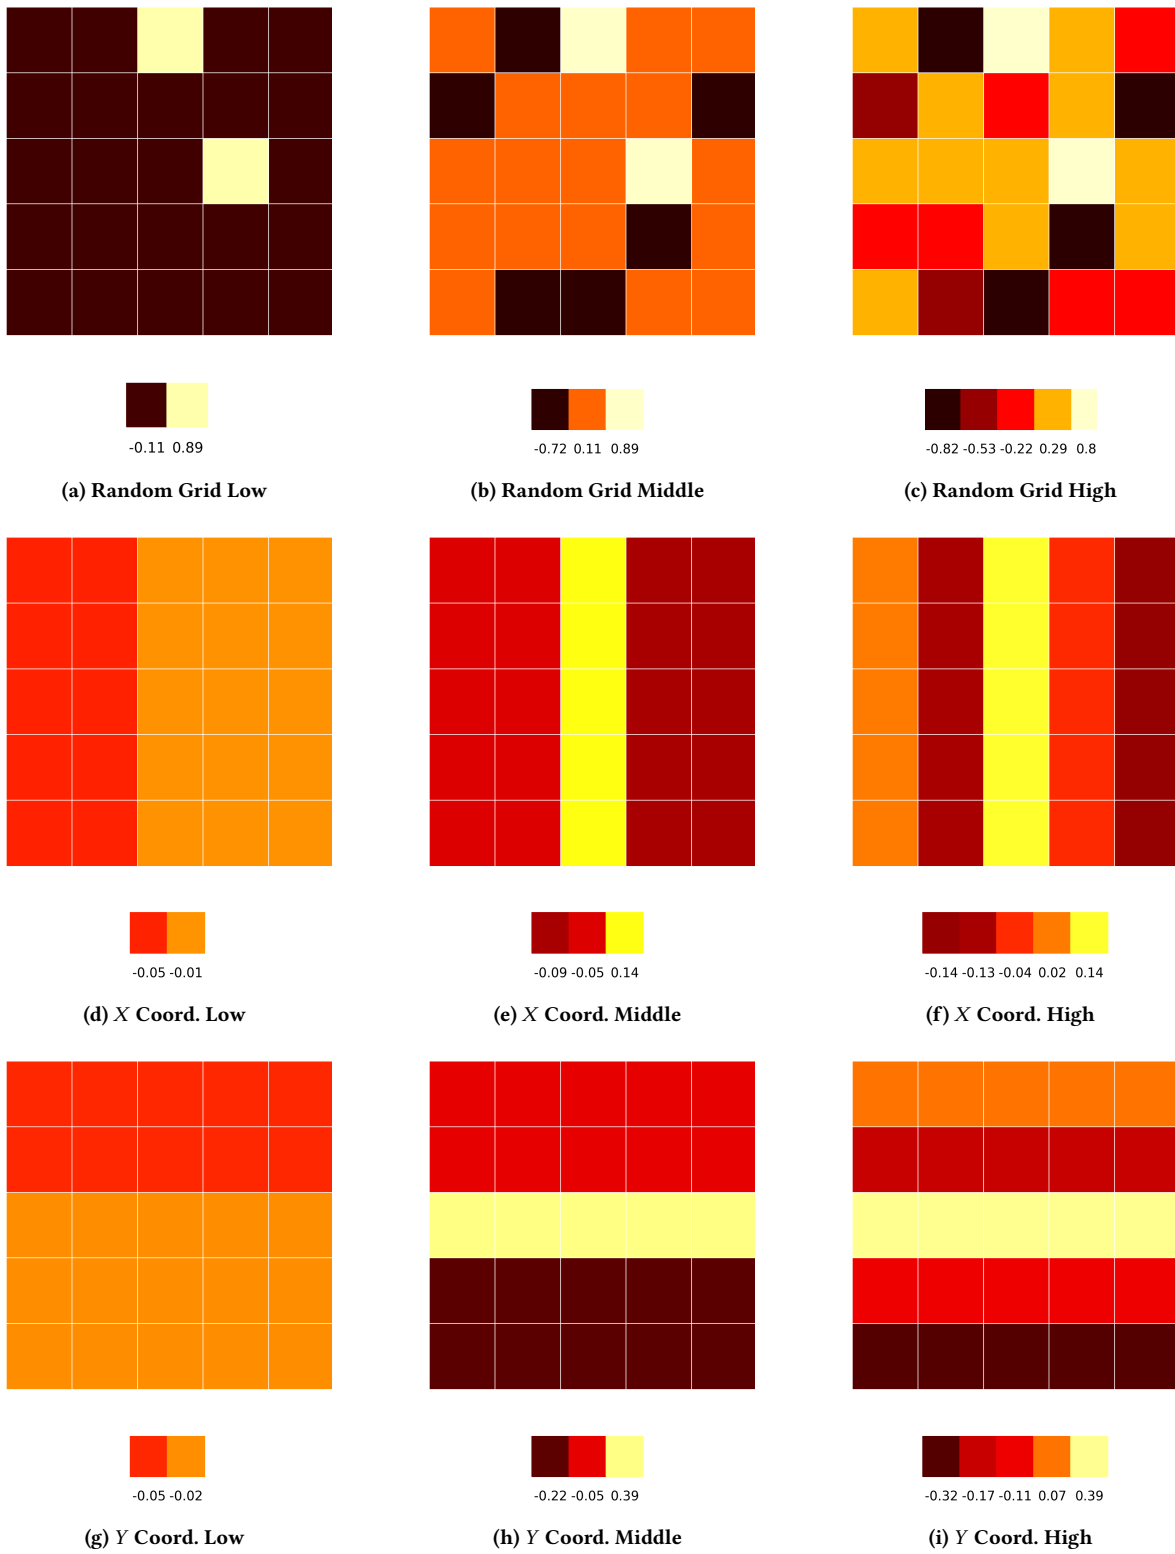 -0.11 0.89
-0.72 0.11 0.89
-0.82 -0.53 -0.22 0.29 0.8
(a) Random Grid Low
(b) Random Grid Middle
(c) Random Grid High
-0.05 -0.01
-0.09 -0.05 0.14
-0.14 -0.13 -0.04 0.02 0.14
(d) X Coord. Low
(e) X Coord. Middle
(f) X Coord. High
-0.05 -0.02
-0.22 -0.05 0.39
-0.32 -0.17 -0.11 0.07 0.39
(g) Y Coord. Low
(h) Y Coord. Middle
(i) Y Coord. High